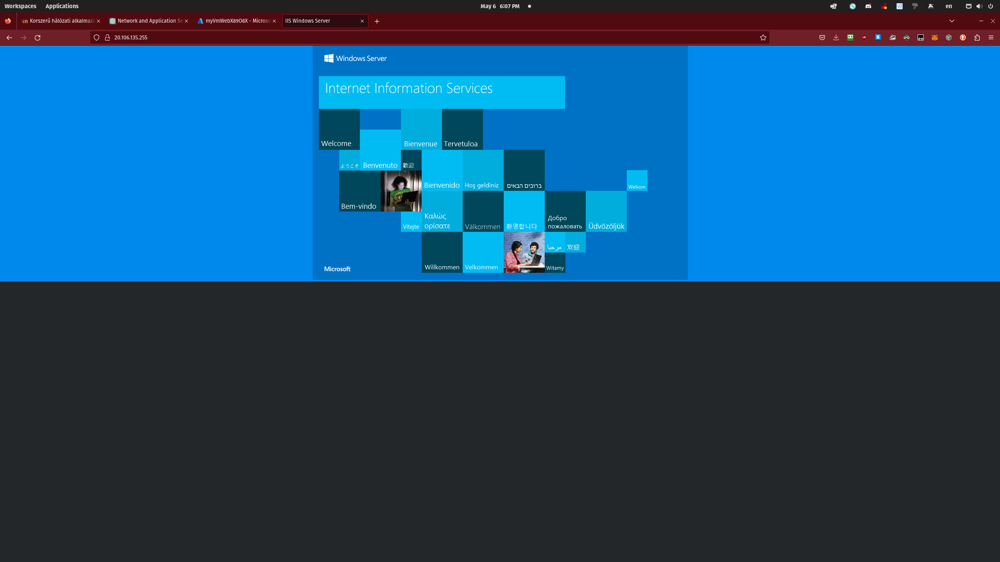 Workspaces Applications May 6 6:07 PM en
Korszerű hálózati alkalmazá Network and Application Se myVmWebX89O8X - Microso IIS Windows Server
20.106.135.255
Windows Server
Internet Information Services
Welcome
Bienvenue
Tervetuloa
ようこそ
Benvenuto
歡迎
Bienvenido
Hoş geldiniz
ברוכים הבאים
Welkom
Bem-vindo
Vítejte
Καλώς
ορίσατε
Välkommen
환영합니다
Добро
пожаловать
Üdvözöljük
مرحبا
欢迎
Willkommen
Velkommen
Witamy
Microsoft